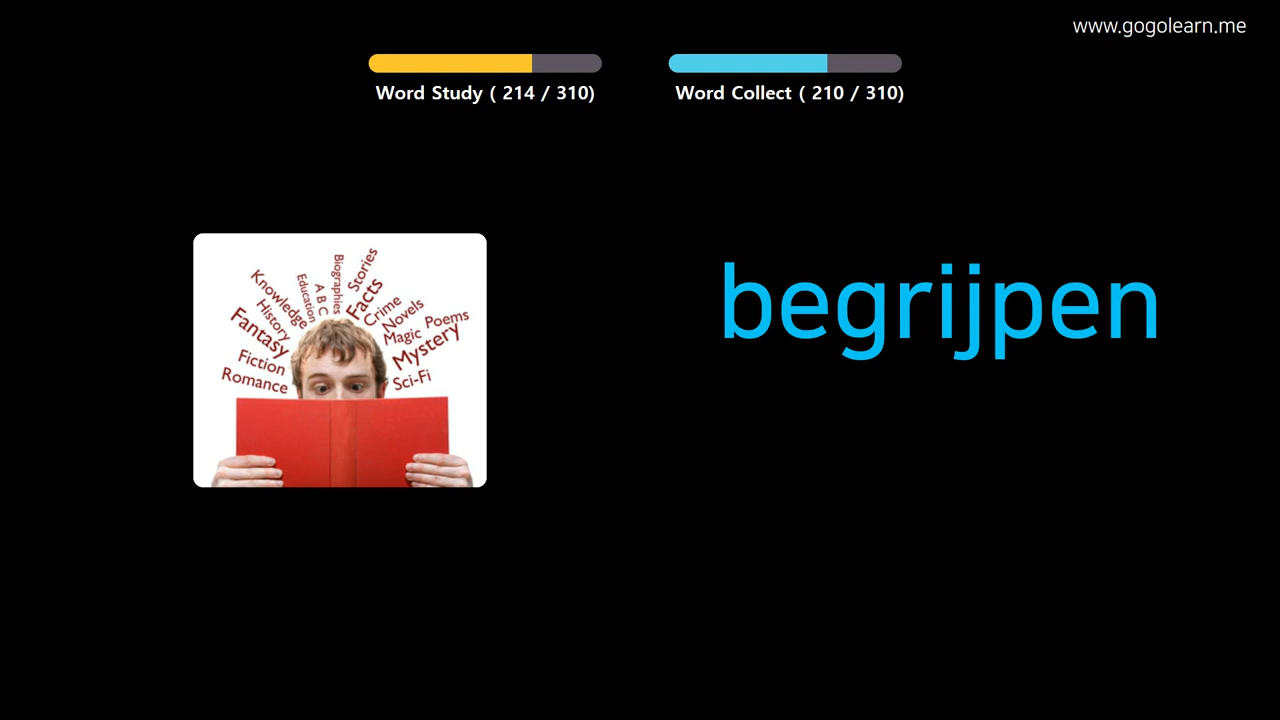 www.gogolearn.me
Word Study ( 214 / 310)
Word Collect ( 210 / 310)
begrijpen
Romance
Fiction
Fantasy
History
Knowledge
Education
A B C
Biographies
Stories
Facts
Crime
Novels
Magic
Poems
Mystery
Sci-Fi